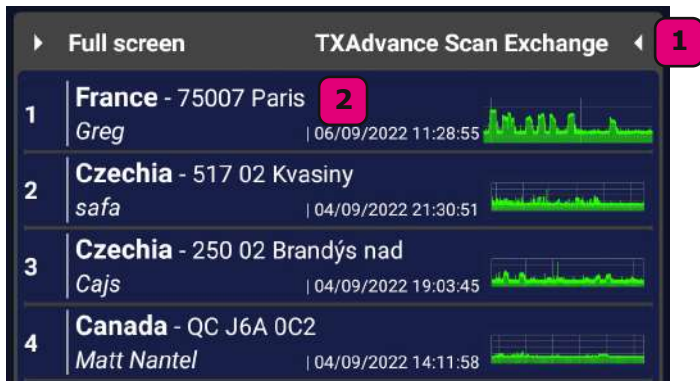 Full screen TXAdvance Scan Exchange 1
1 France - 75007 Paris 2
Greg | 06/09/2022 11:28:55
2 Czechia - 517 02 Kvasiny
safa | 04/09/2022 21:30:51
3 Czechia - 250 02 Brandýs nad
Cajs | 04/09/2022 19:03:45
4 Canada - QC J6A 0C2
Matt Nantel | 04/09/2022 14:11:58